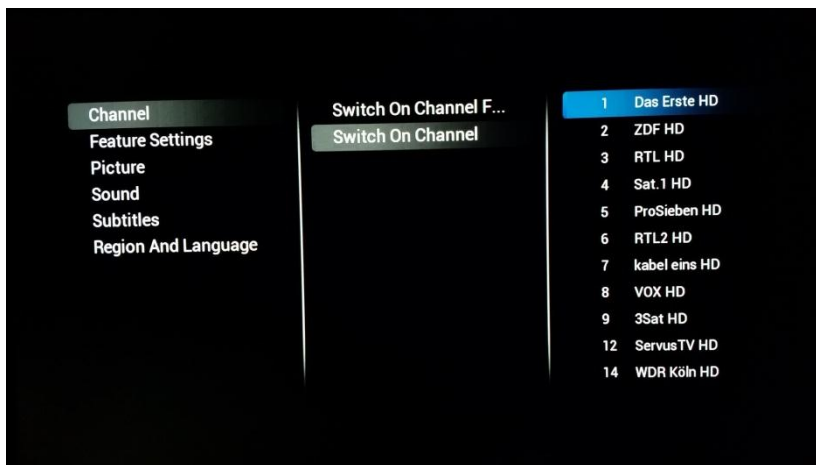 Channel
Feature Settings
Picture
Sound
Subtitles
Region And Language
Switch On Channel F...
Switch On Channel
1 Das Erste HD
2 ZDF HD
3 RTL HD
4 Sat.1 HD
5 ProSieben HD
6 RTL2 HD
7 kabel eins HD
8 VOX HD
9 3Sat HD
12 ServusTV HD
14 WDR Köln HD